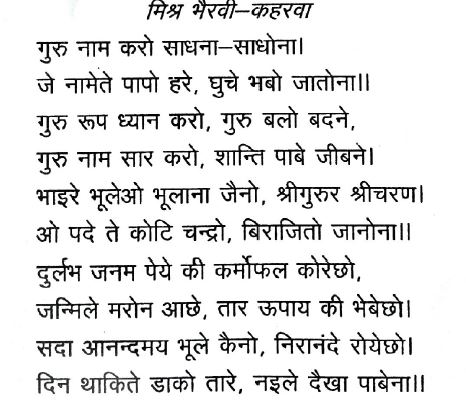 मिश्र भैरवी–कहरवा
गुरु नाम करो साधना–साधोना।
जे नामेते पापो हरे, घुचे भबो जातोना।।
गुरु रूप ध्यान करो, गुरु बलो बदने,
गुरु नाम सार करो, शान्ति पाबे जीबने।
भाइरे भूलेओ भूलाना जैनो, श्रीगुरुर श्रीचरण।
ओ पदे ते कोटि चन्द्रो, बिराजितो जानोना।।
दुर्लभ जनम पेये की कर्मोफल कोरेछो,
जन्मिले मरोन आछे, तार ऊपाय की भेबेछो।
सदा आनन्दमय भूले कैनो, निरानंदे रोयेछो।
दिन थाकिते डाको तारे, नइले दैखा पाबेना।।